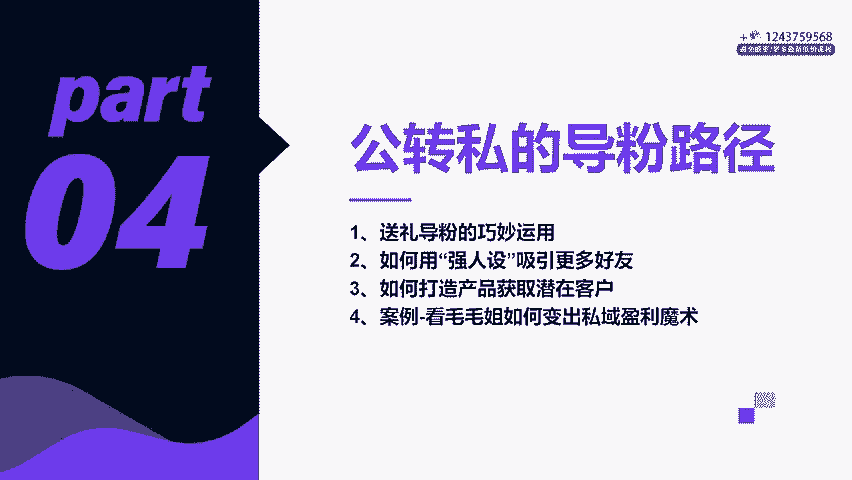 + 1243759568
part
04
公转私的导粉路径
1、送礼导粉的巧妙运用
2、如何用“强人设”吸引更多好友
3、如何打造产品获取潜在客户
4、案例-看毛毛姐如何变出私域盈利魔术